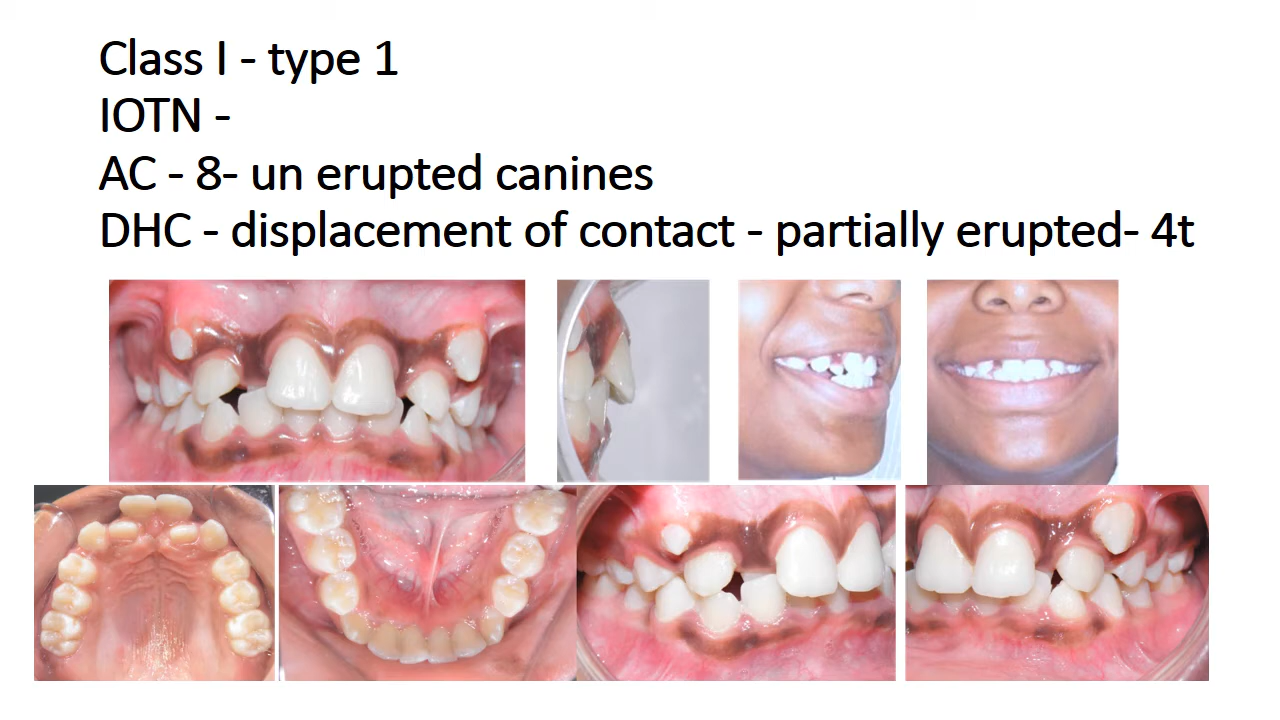 Class I - type 1
IOTN -
AC - 8- un erupted canines
DHC - displacement of contact - partially erupted- 4t